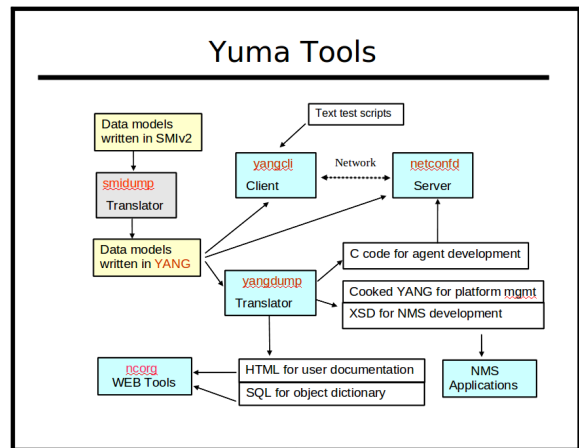 Yuma Tools
Text test scripts
Data models
written in SMIv2
yangcli
Client
Network
netconfd
Server
smidump
Translator
Data models
written in YANG
C code for agent development
yangdump
Translator
Cooked YANG for platform mgmt
XSD for NMS development
ncorg
WEB Tools
HTML for user documentation
SQL for object dictionary
NMS
Applications